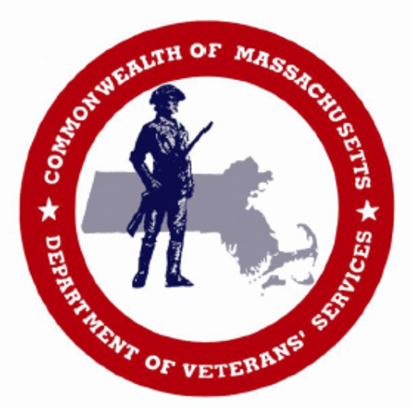 COMMONWEALTH OF MASSACHUSETTS
DEPARTMENT OF VETERANS' SERVICES